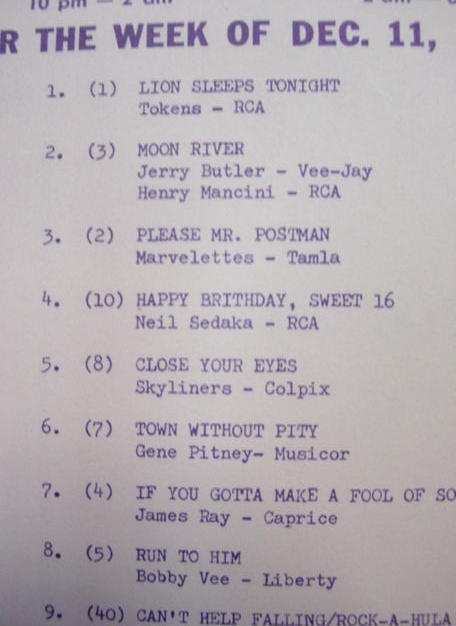 10 pm — 2 am
R THE WEEK OF DEC. 11,
1. (1) LION SLEEPS TONIGHT
Tokens - RCA
2. (3) MOON RIVER
Jerry Butler - Vee-Jay
Henry Mancini - RCA
3. (2) PLEASE MR. POSTMAN
Marvelettes - Tamla
4. (10) HAPPY BRITHDAY, SWEET 16
Neil Sedaka - RCA
5. (8) CLOSE YOUR EYES
Skyliners - Colpix
6. (7) TOWN WITHOUT PITY
Gene Pitney- Musicor
7. (4) IF YOU GOTTA MAKE A FOOL OF SO
James Ray - Caprice
8. (5) RUN TO HIM
Bobby Vee - Liberty
9. (40) CAN'T HELP FALLING/ROCK-A-HULA